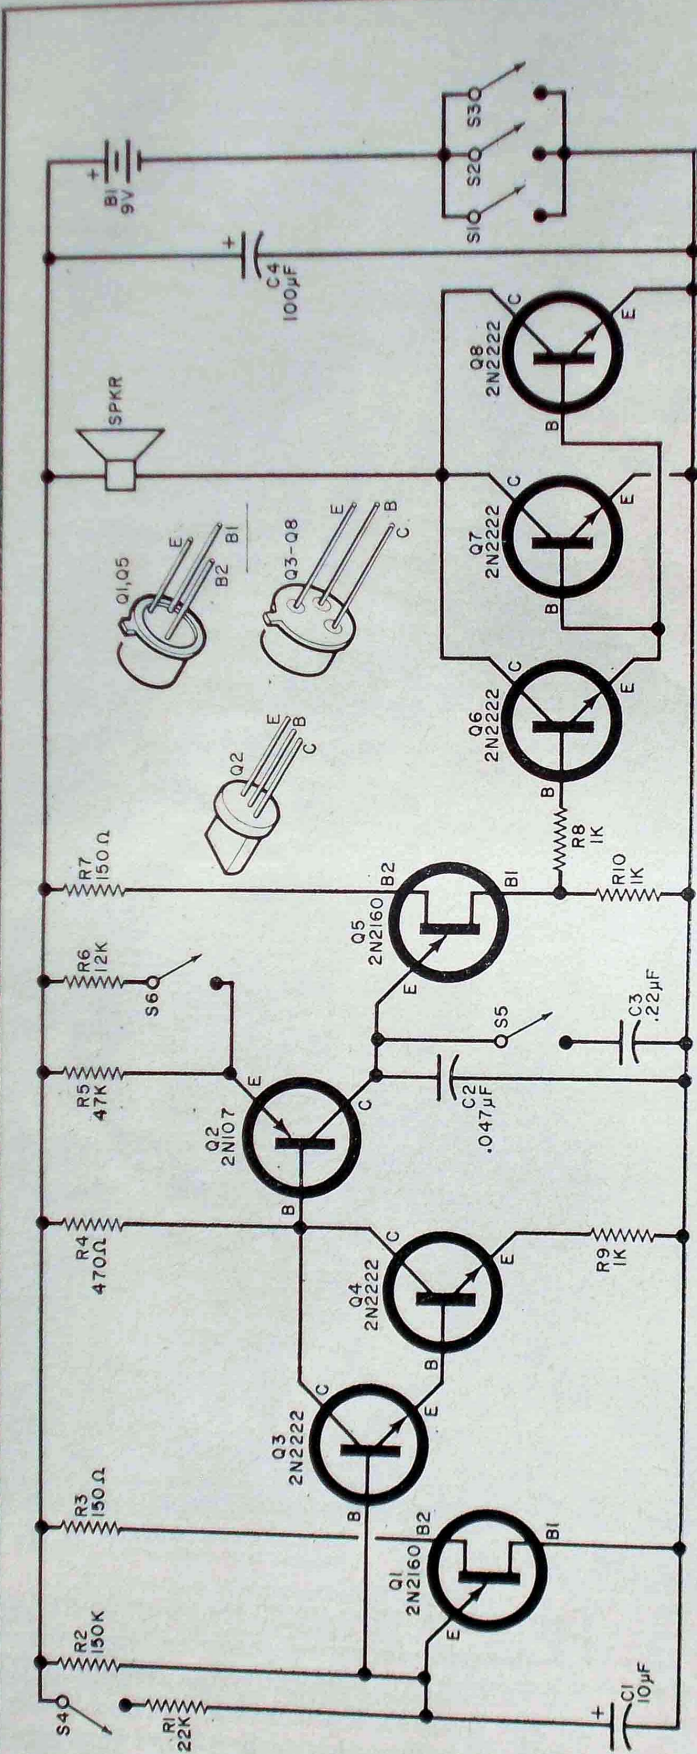 S4
R1
22K
R2
150K
R3
150Ω
R4
470Ω
R5
47K
R6
12K
S6
R7
150Ω
SPKR
C4
100µF
+
B1
9V
+
Q1,Q5
E
B1
B2
Q2
E
B
C
Q3-Q8
E
B
C
C1
10µF
+
Q1
2N2160
E
B2
B1
Q3
2N2222
B
C
E
Q4
2N2222
B
C
E
R9
1K
Q2
2N107
B
E
C
C2
.047µF
S5
C3
.22µF
Q5
2N2160
E
B2
B1
R8
1K
R10
1K
Q6
2N2222
B
C
E
Q7
2N2222
B
C
E
Q8
2N2222
B
C
E
S1
S2
S3